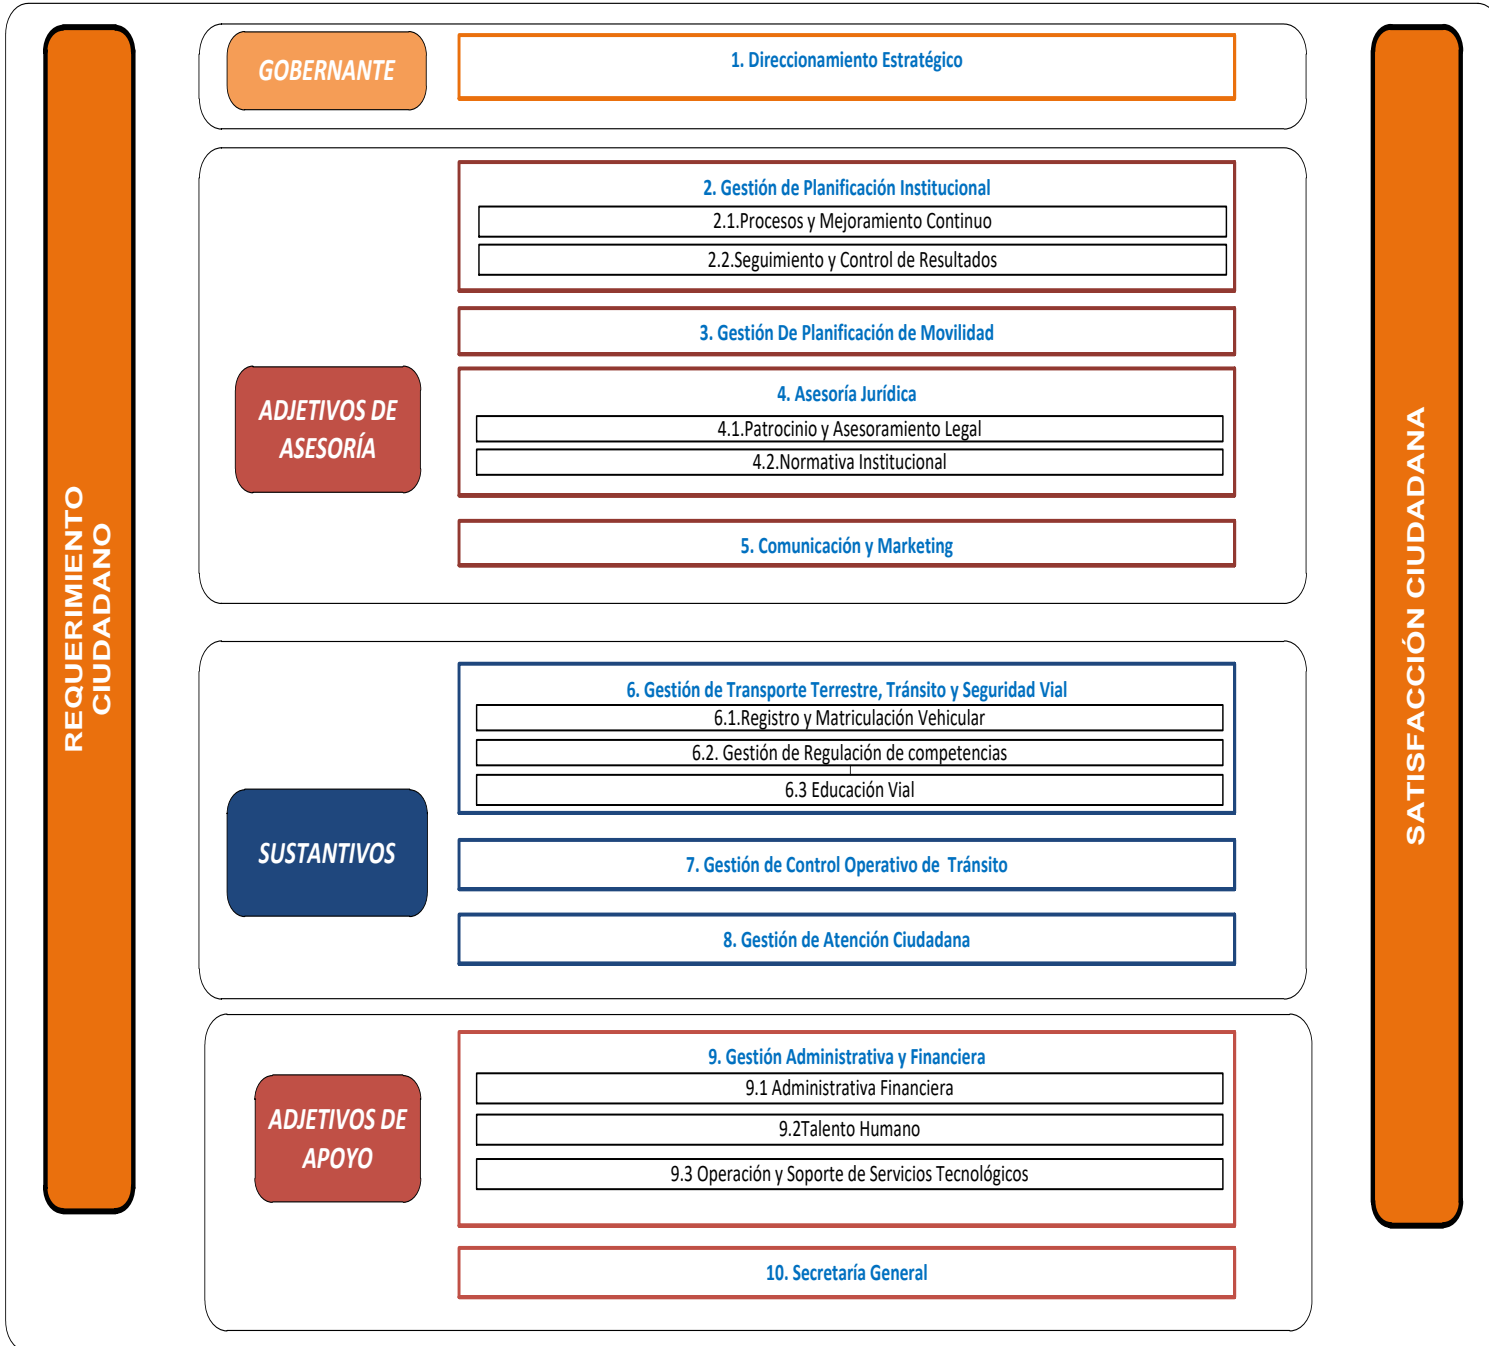 REQUERIMIENTO
CIUDADANO
GOBERNANTE
1. Direccionamiento Estratégico
ADJETIVOS DE
ASESORÍA
2. Gestión de Planificación Institucional
2.1.Procesos y Mejoramiento Continuo
2.2.Seguimiento y Control de Resultados
3. Gestión De Planificación de Movilidad
4. Asesoría Jurídica
4.1.Patrocinio y Asesoramiento Legal
4.2.Normativa Institucional
5. Comunicación y Marketing
SUSTANTIVOS
6. Gestión de Transporte Terrestre, Tránsito y Seguridad Vial
6.1.Registro y Matriculación Vehicular
6.2. Gestión de Regulación de competencias
6.3 Educación Vial
7. Gestión de Control Operativo de  Tránsito
8. Gestión de Atención Ciudadana
ADJETIVOS DE
APOYO
9. Gestión Administrativa y Financiera
9.1 Administrativa Financiera
9.2Talento Humano
9.3 Operación y Soporte de Servicios Tecnológicos
10. Secretaría General
SATISFACCIÓN CIUDADANA